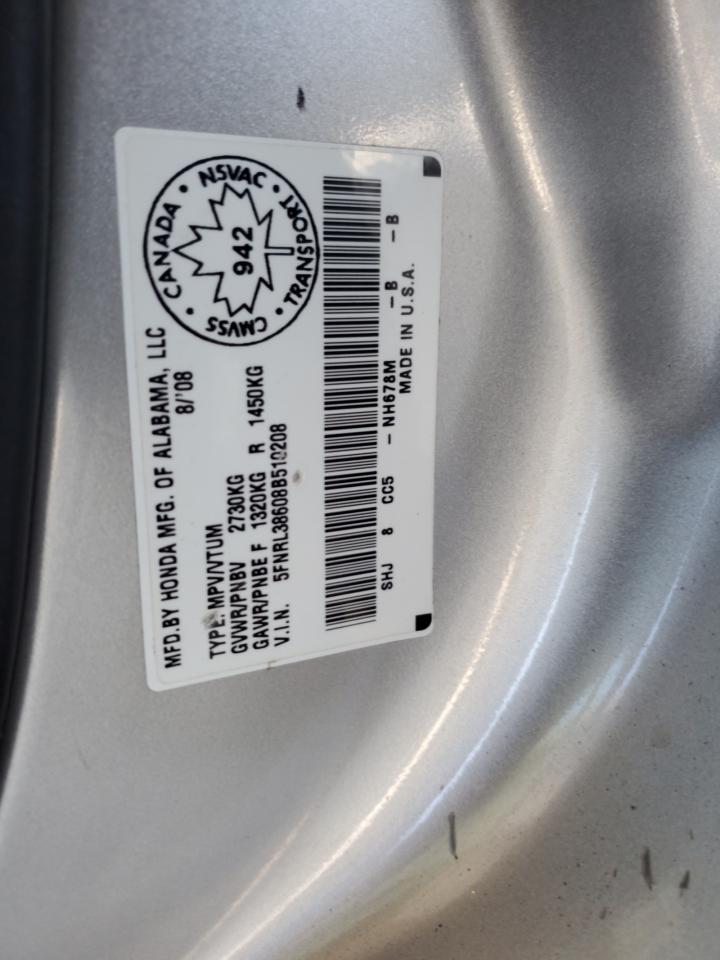 MFD.BY HONDA MFG. OF ALABAMA, LLC
8/'08
TYPE: MPV/VTUM
GVWR/PNBV 2730KG
GAWR/PNBE F 1320KG R 1450KG
V.I.N. 5FNRL38608B510208
CANADA • NSVAC • TRANSPORT • CMVSS •
942
SHJ 8 CC5 - NH678M - B - B
MADE IN U.S.A.